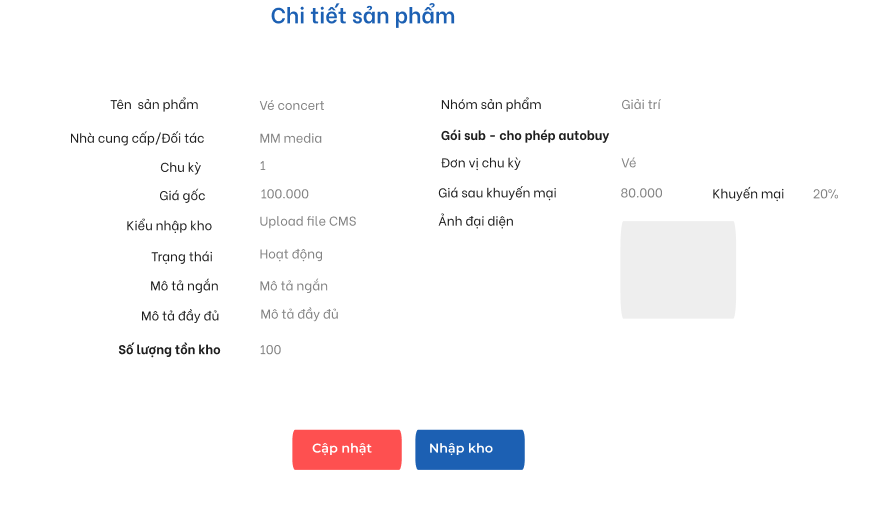 Chi tiết sản phẩm
Tên sản phẩm Vé concert Nhóm sản phẩm Giải trí
Nhà cung cấp/Đối tác MM media Gói sub - cho phép autobuy
Chu kỳ 1 Đơn vị chu kỳ Vé
Giá gốc 100.000 Giá sau khuyến mại 80.000 Khuyến mại 20%
Kiểu nhập kho Upload file CMS Ảnh đại diện
Trạng thái Hoạt động
Mô tả ngắn Mô tả ngắn
Mô tả đầy đủ Mô tả đầy đủ
Số lượng tồn kho 100
Cập nhật Nhập kho